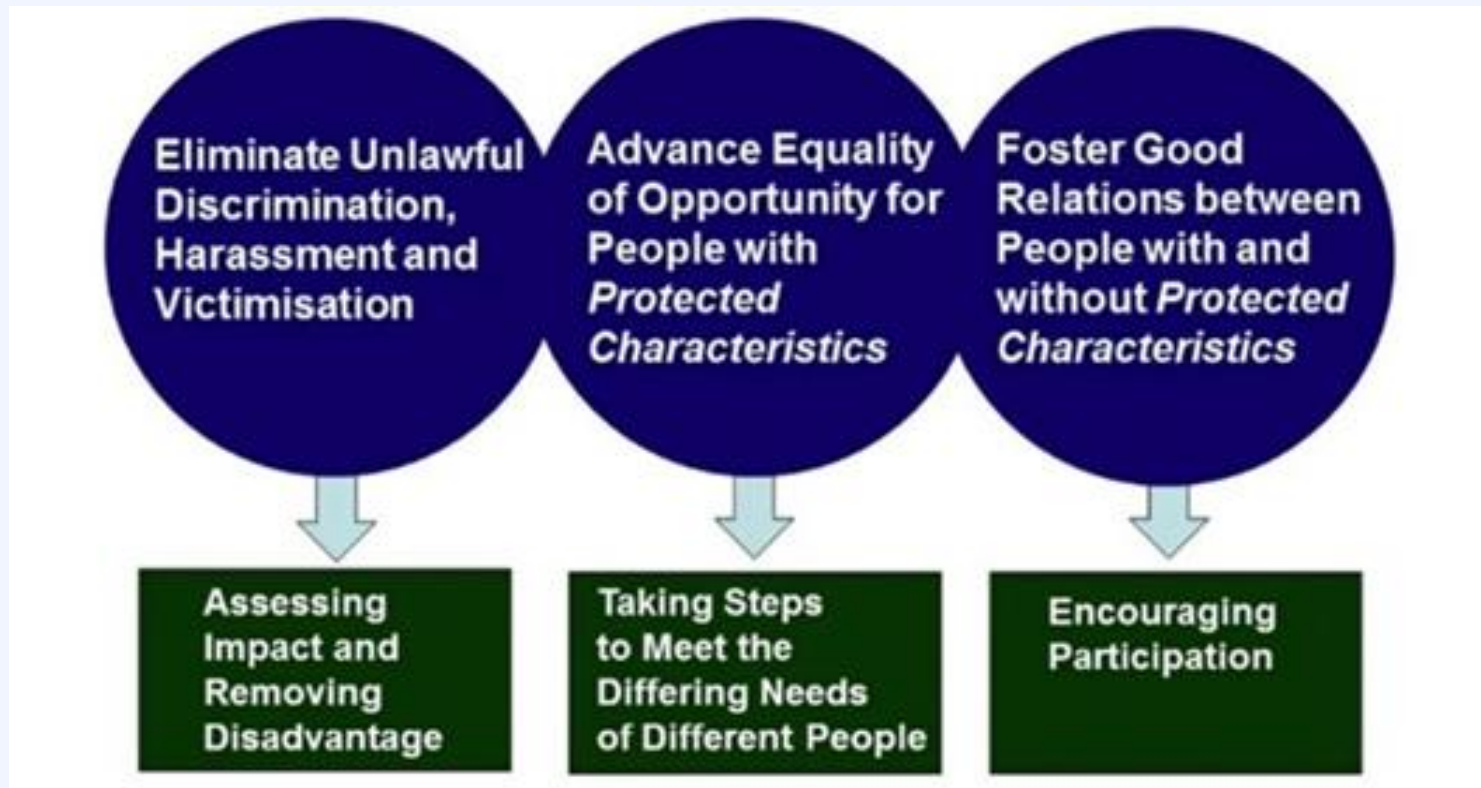 Eliminate Unlawful
Discrimination,
Harassment and
Victimisation
Advance Equality
of Opportunity for
People with
Protected
Characteristics
Foster Good
Relations between
People with and
without Protected
Characteristics
Assessing
Impact and
Removing
Disadvantage
Taking Steps
to Meet the
Differing Needs
of Different People
Encouraging
Participation